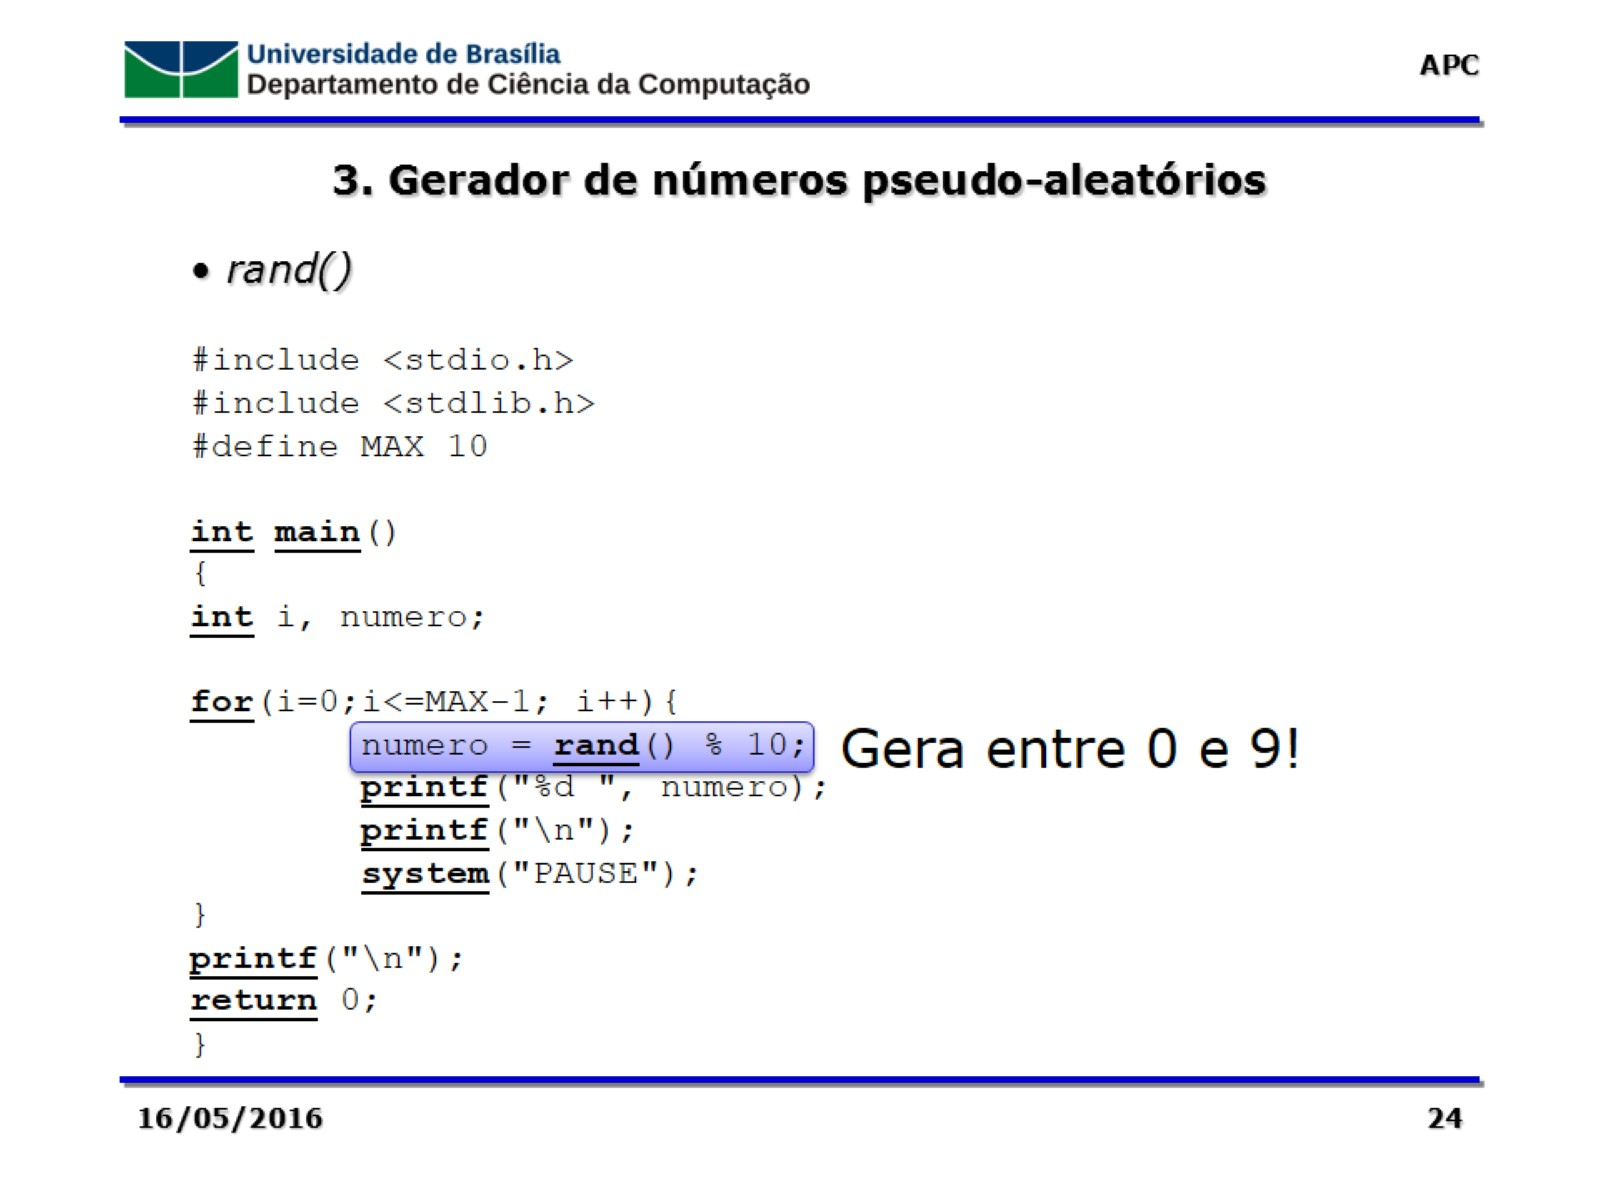 Universidade de Brasília
Departamento de Ciência da Computação
APC
3. Gerador de números pseudo-aleatórios
• rand()
#include <stdio.h>
#include <stdlib.h>
#define MAX 10
int main()
{
int i, numero;
for(i=0;i<=MAX-1; i++){
numero = rand() % 10;
Gera entre 0 e 9!
printf("%d ", numero);
printf("\n");
system("PAUSE");
}
printf("\n");
return 0;
}
16/05/2016
24